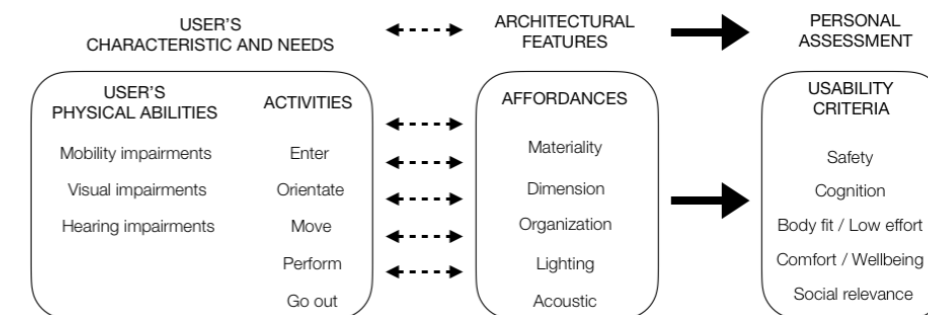 USER'S
CHARACTERISTIC AND NEEDS
ARCHITECTURAL
FEATURES
PERSONAL
ASSESSMENT
USER'S
PHYSICAL ABILITIES
Mobility impairments
Visual impairments
Hearing impairments
ACTIVITIES
Enter
Orientate
Move
Perform
Go out
AFFORDANCES
Materiality
Dimension
Organization
Lighting
Acoustic
USABILITY
CRITERIA
Safety
Cognition
Body fit / Low effort
Comfort / Wellbeing
Social relevance